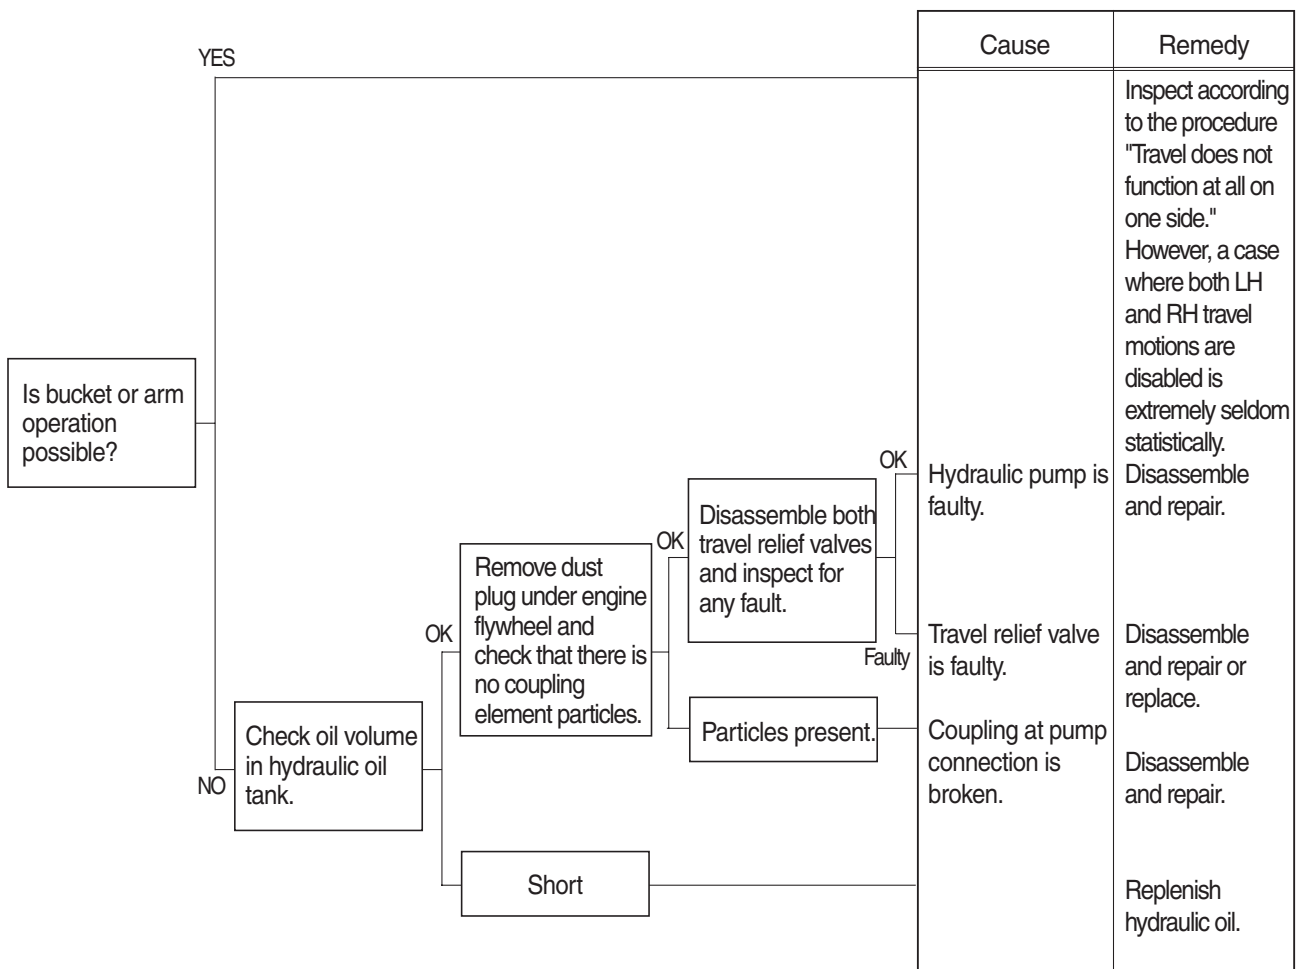 Cause
Remedy
YES
Inspect according
to the procedure
"Travel does not
function at all on
one side."
However, a case
where both LH
and RH travel
motions are
disabled is
extremely seldom
statistically.
Is bucket or arm
operation
possible?
NO
Check oil volume
in hydraulic oil
tank.
OK
Remove dust
plug under engine
flywheel and
check that there is
no coupling
element particles.
OK
Disassemble both
travel relief valves
and inspect for
any fault.
OK
Hydraulic pump is
faulty.
Disassemble
and repair.
Faulty
Travel relief valve
is faulty.
Disassemble
and repair or
replace.
Particles present.
Coupling at pump
connection is
broken.
Disassemble
and repair.
Short
Replenish
hydraulic oil.